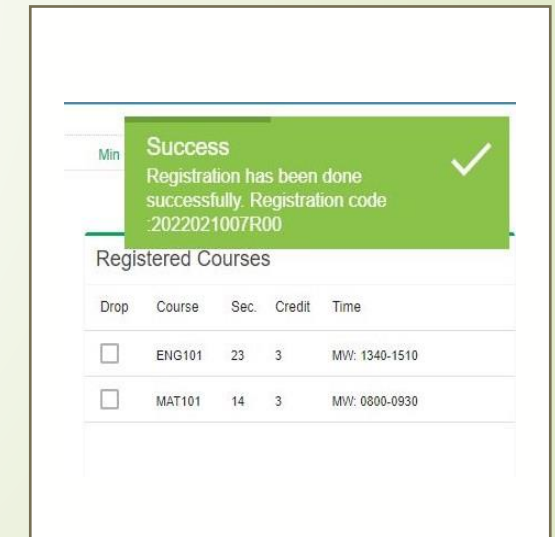 Min
Success
Registration has been done
successfully. Registration code
:2022021007R00
Registered Courses
Drop Course Sec. Credit Time
ENG101 23 3 MW: 1340-1510
MAT101 14 3 MW: 0800-0930